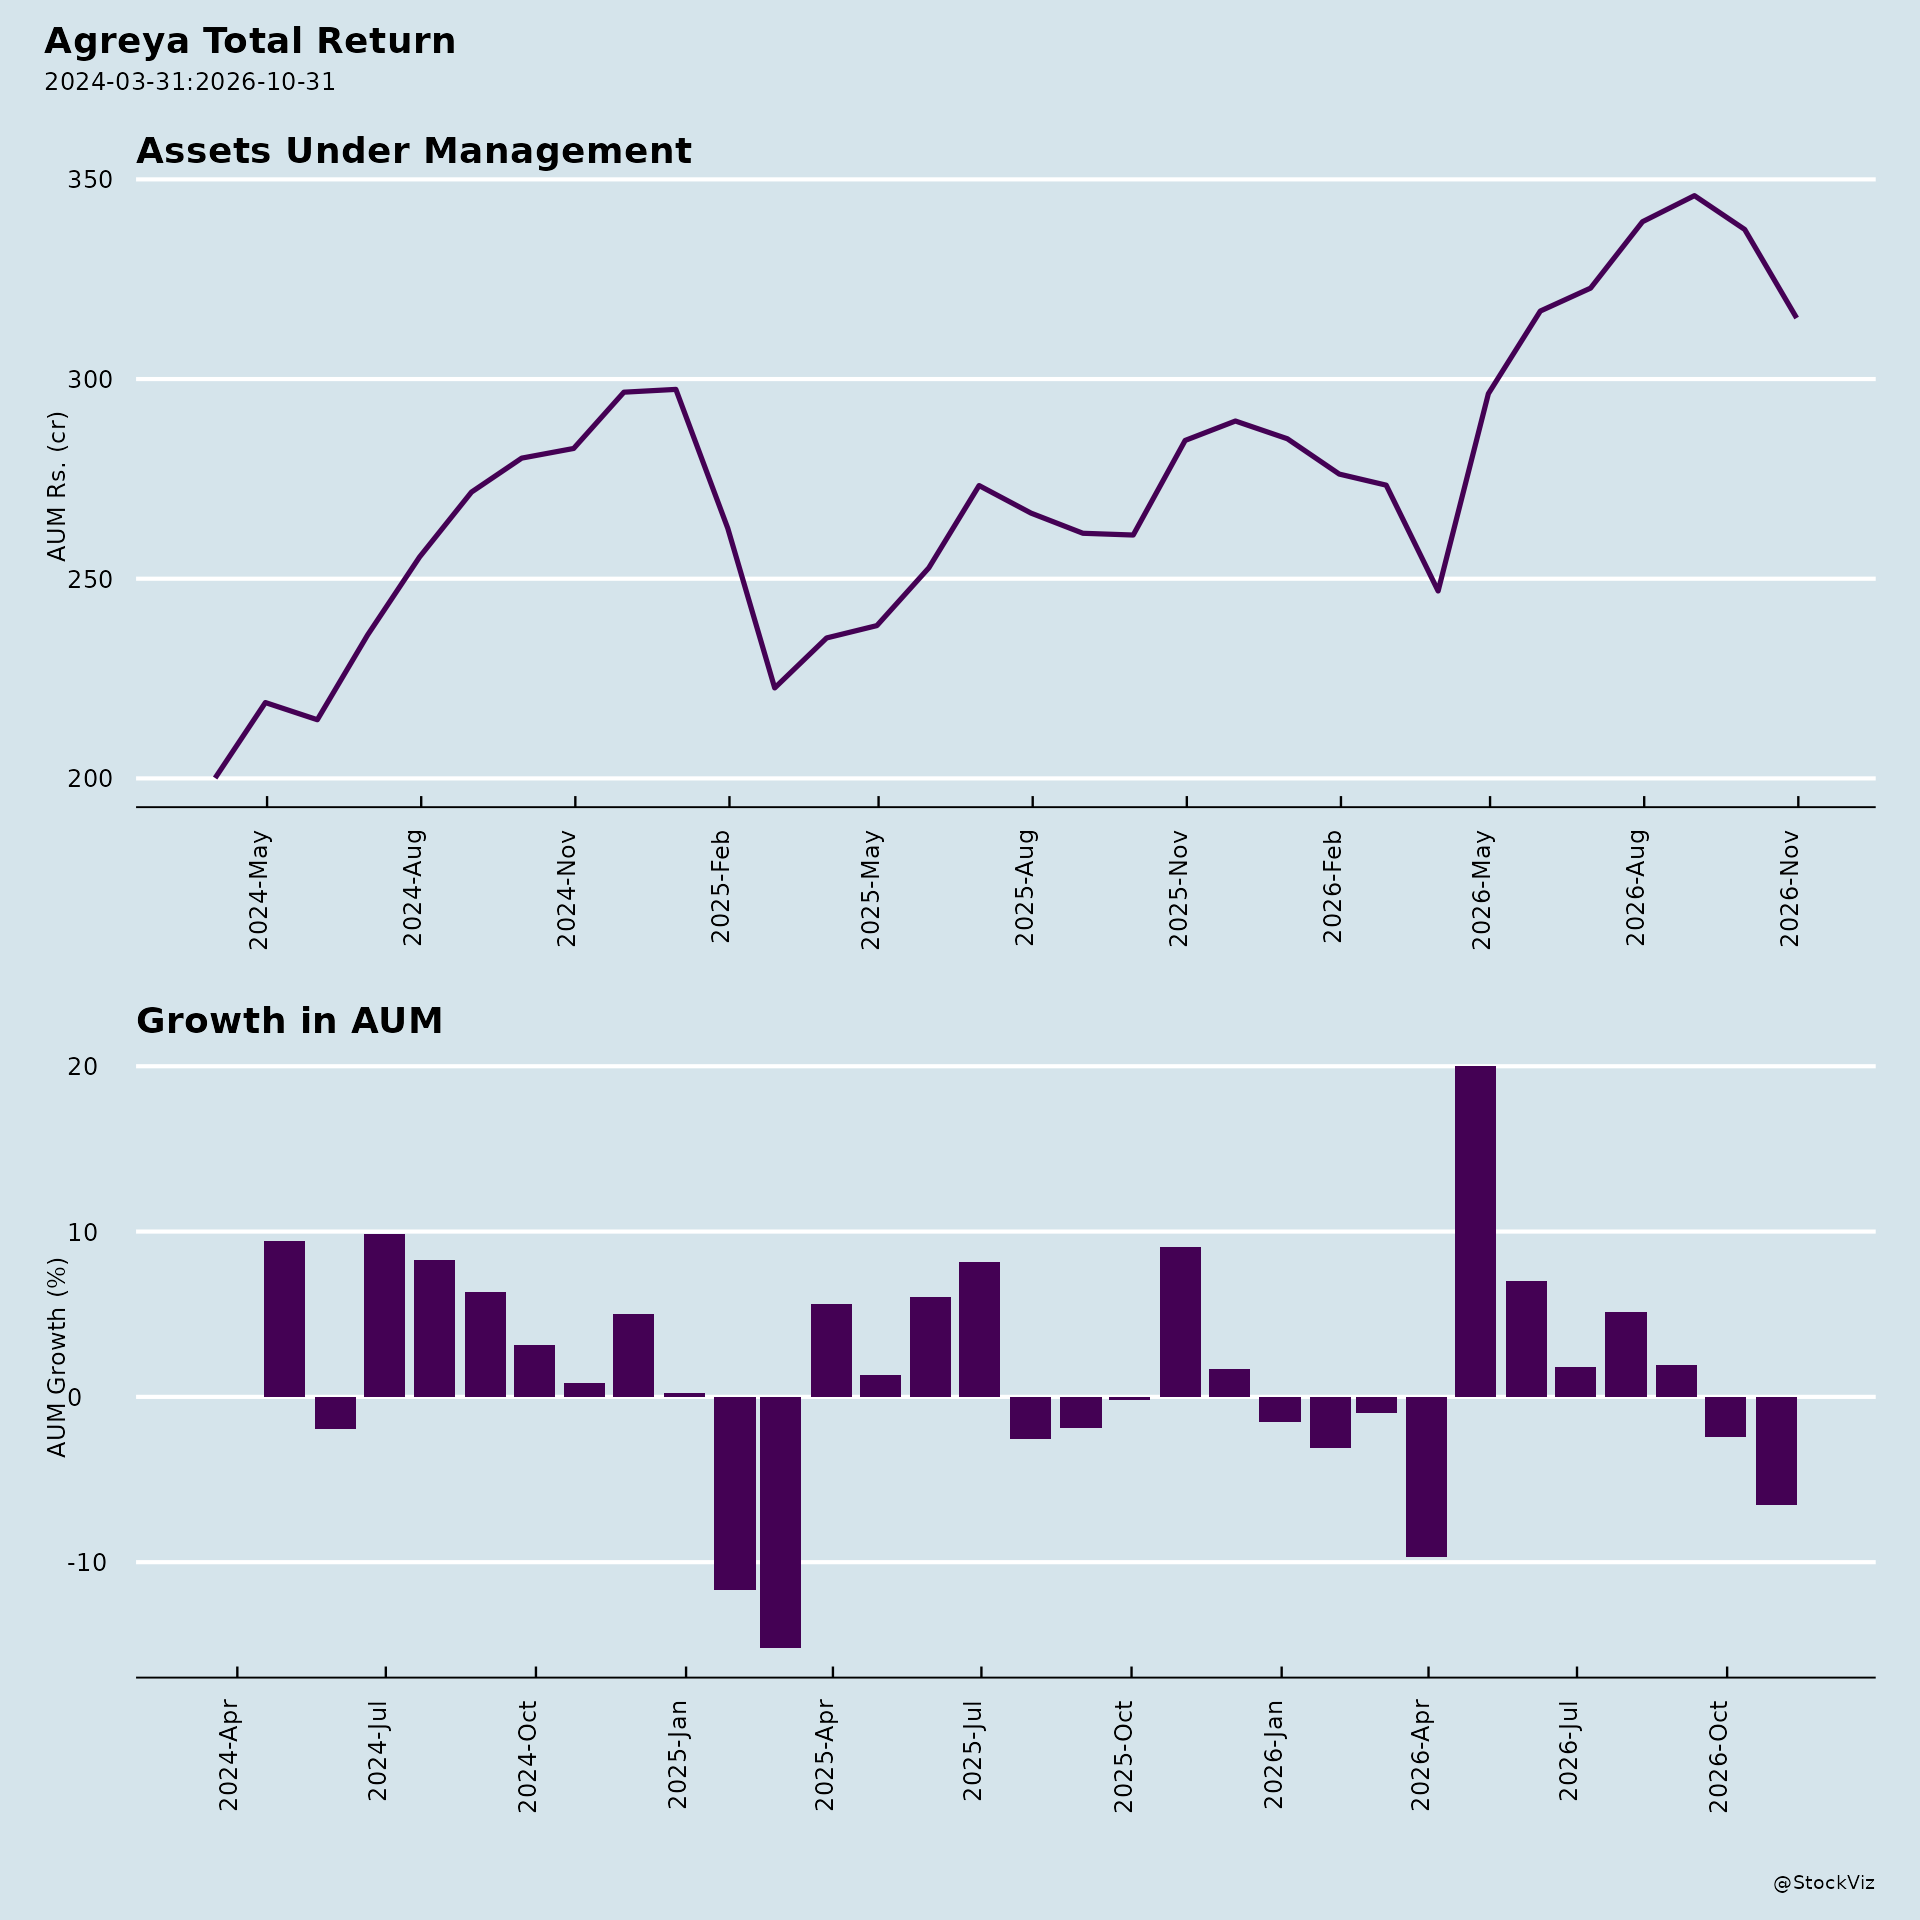 Agreya Total Return
2024-03-31:2026-10-31
Assets Under Management
AUM Rs. (cr)
350
300
250
200
2024-May
2024-Aug
2024-Nov
2025-Feb
2025-May
2025-Aug
2025-Nov
2026-Feb
2026-May
2026-Aug
2026-Nov
Growth in AUM
AUM Growth (%)
20
10
0
-10
2024-Apr
2024-Jul
2024-Oct
2025-Jan
2025-Apr
2025-Jul
2025-Oct
2026-Jan
2026-Apr
2026-Jul
2026-Oct
@StockViz